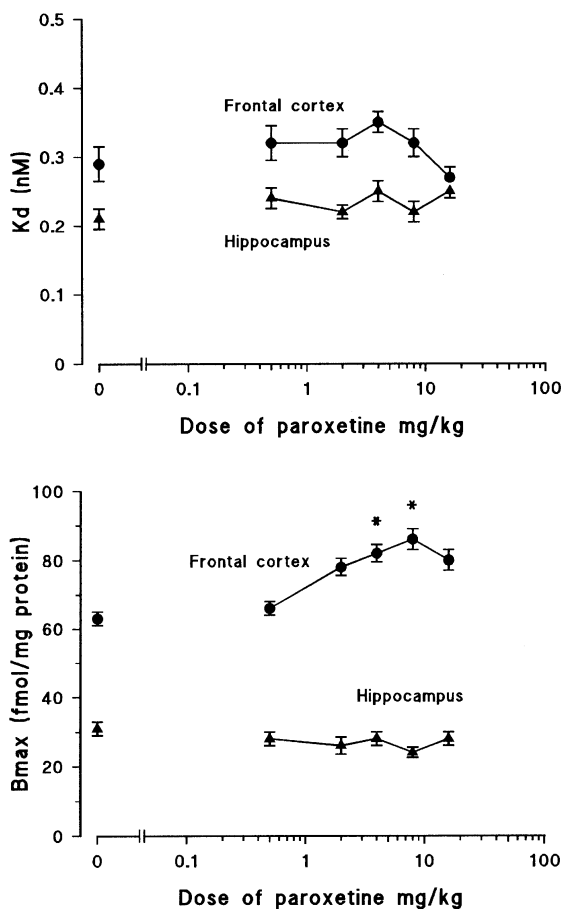 0.5
Frontal cortex
0.4
0.3
Kd (nM)
0.2
Hippocampus
0.1
0
0 0.1 1 10 100
Dose of paroxetine mg/kg
100
*
*
80
Frontal cortex
60
Bmax (fmol/mg protein)
40
Hippocampus
20
0
0 0.1 1 10 100
Dose of paroxetine mg/kg